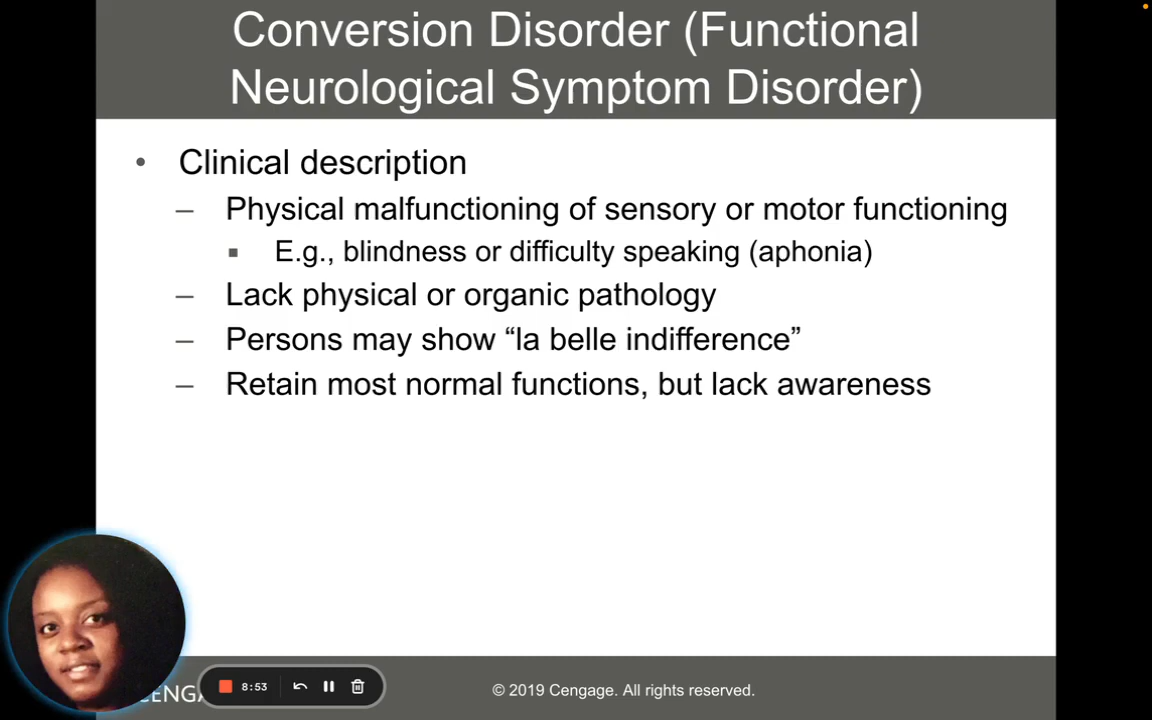 Conversion Disorder (Functional
Neurological Symptom Disorder)
• Clinical description
– Physical malfunctioning of sensory or motor functioning
▪ E.g., blindness or difficulty speaking (aphonia)
– Lack physical or organic pathology
– Persons may show “la belle indifference”
– Retain most normal functions, but lack awareness
8:53
© 2019 Cengage. All rights reserved.